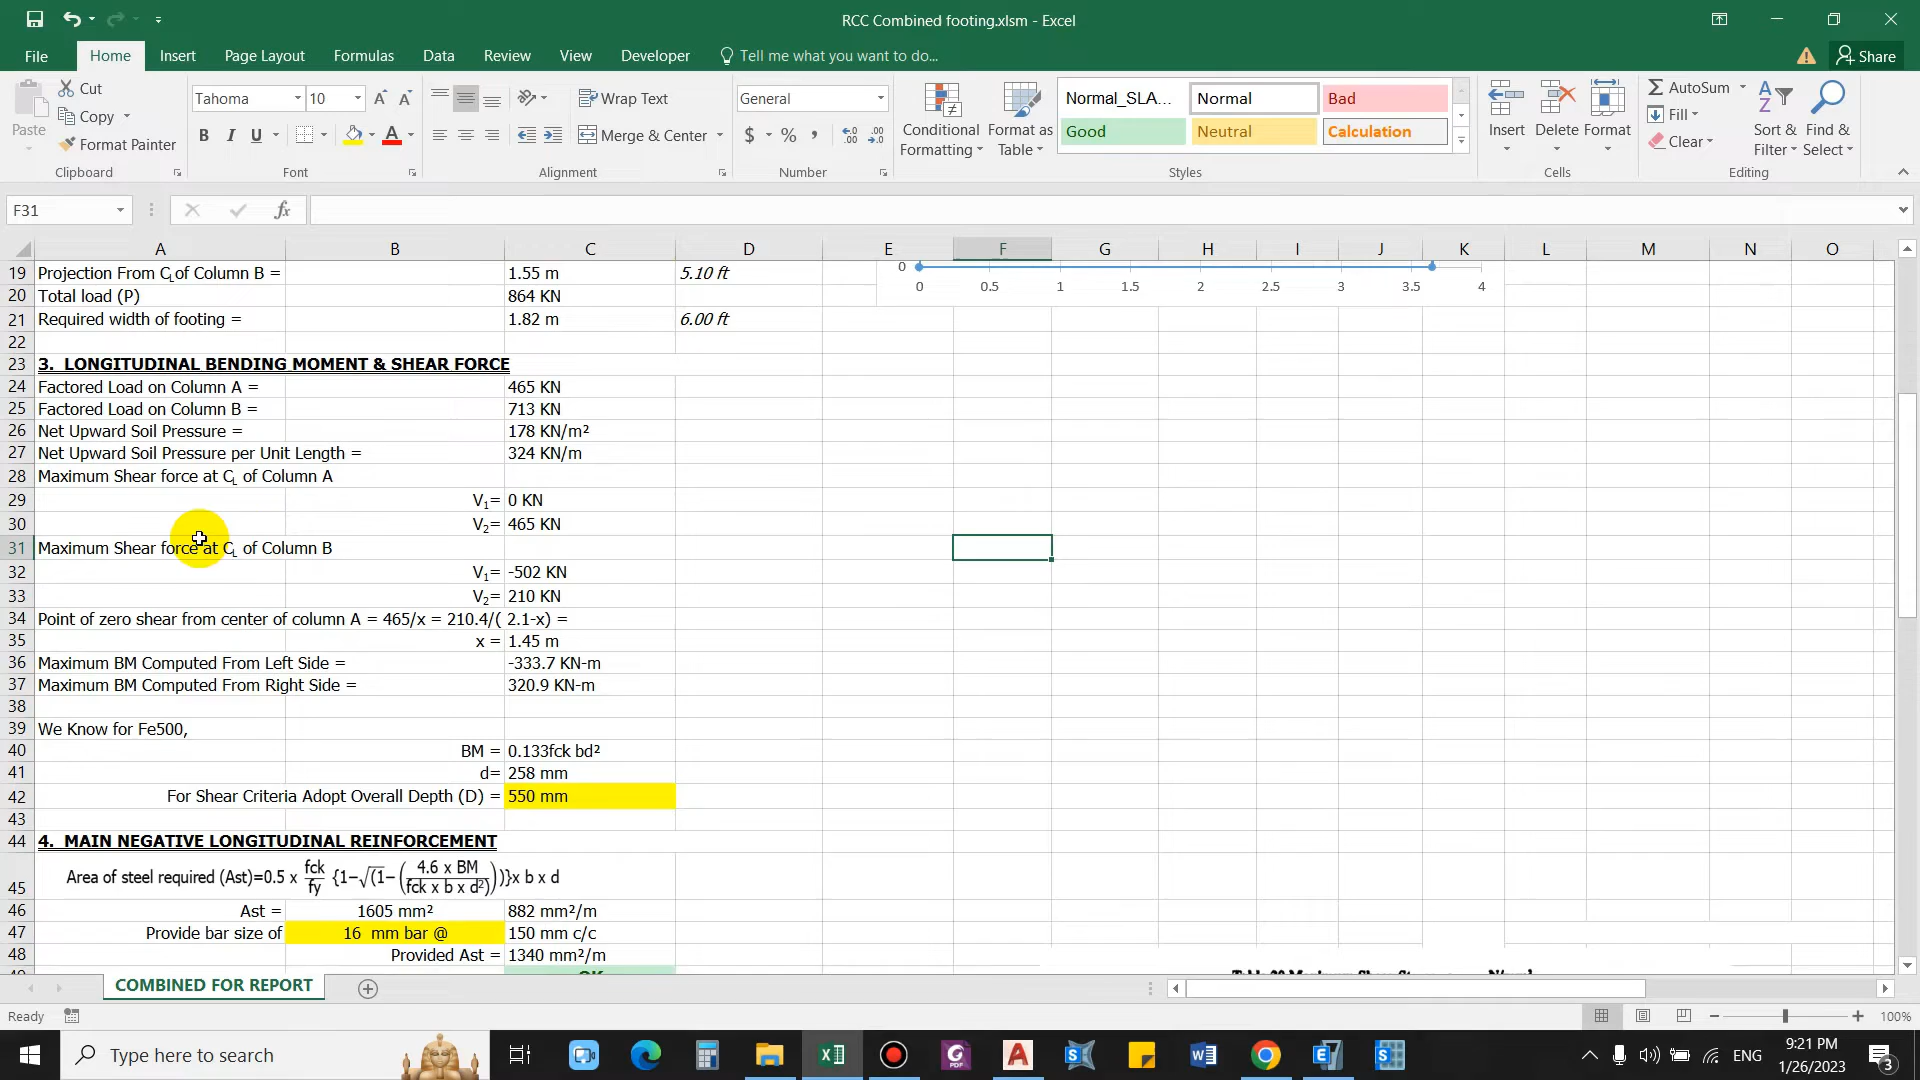 RCC Combined footing.xlsm - Excel
File Home Insert Page Layout Formulas Data Review View Developer Tell me what you want to do... Share
Paste
Cut
Copy
Format Painter
Clipboard
Tahoma 10
B I U
Font
Wrap Text
Merge & Center
Alignment
General
$ % ,
Number
Conditional Formatting
Format as Table
Normal_SLA... Normal Bad
Good Neutral Calculation
Styles
Insert Delete Format
Cells
AutoSum
Fill
Clear
Sort & Filter
Find & Select
Editing
F31 fx
A B C D E F G H I J K L M N O
19 Projection From CL of Column B = 1.55 m 5.10 ft
0
20 Total load (P) 864 KN
0 0.5 1 1.5 2 2.5 3 3.5 4
21 Required width of footing = 1.82 m 6.00 ft
22
23 3. LONGITUDINAL BENDING MOMENT & SHEAR FORCE
24 Factored Load on Column A = 465 KN
25 Factored Load on Column B = 713 KN
26 Net Upward Soil Pressure = 178 KN/m²
27 Net Upward Soil Pressure per Unit Length = 324 KN/m
28 Maximum Shear force at CL of Column A
29 V1= 0 KN
30 V2= 465 KN
31 Maximum Shear force at CL of Column B
32 V1= -502 KN
33 V2= 210 KN
34 Point of zero shear from center of column A = 465/x = 210.4/( 2.1-x) =
35 x = 1.45 m
36 Maximum BM Computed From Left Side = -333.7 KN-m
37 Maximum BM Computed From Right Side = 320.9 KN-m
38
39 We Know for Fe500,
40 BM = 0.133fck bd²
41 d= 258 mm
42 For Shear Criteria Adopt Overall Depth (D) = 550 mm
43
44 4. MAIN NEGATIVE LONGITUDINAL REINFORCEMENT
45 Area of steel required (Ast)=0.5 x fck/fy {1-√(1-(4.6 x BM/fck x b x d²))}x b x d
46 Ast = 1605 mm² 882 mm²/m
47 Provide bar size of 16 mm bar @ 150 mm c/c
48 Provided Ast = 1340 mm²/m
COMBINED FOR REPORT
Ready 100%
Type here to search
ENG
9:21 PM
1/26/2023
3